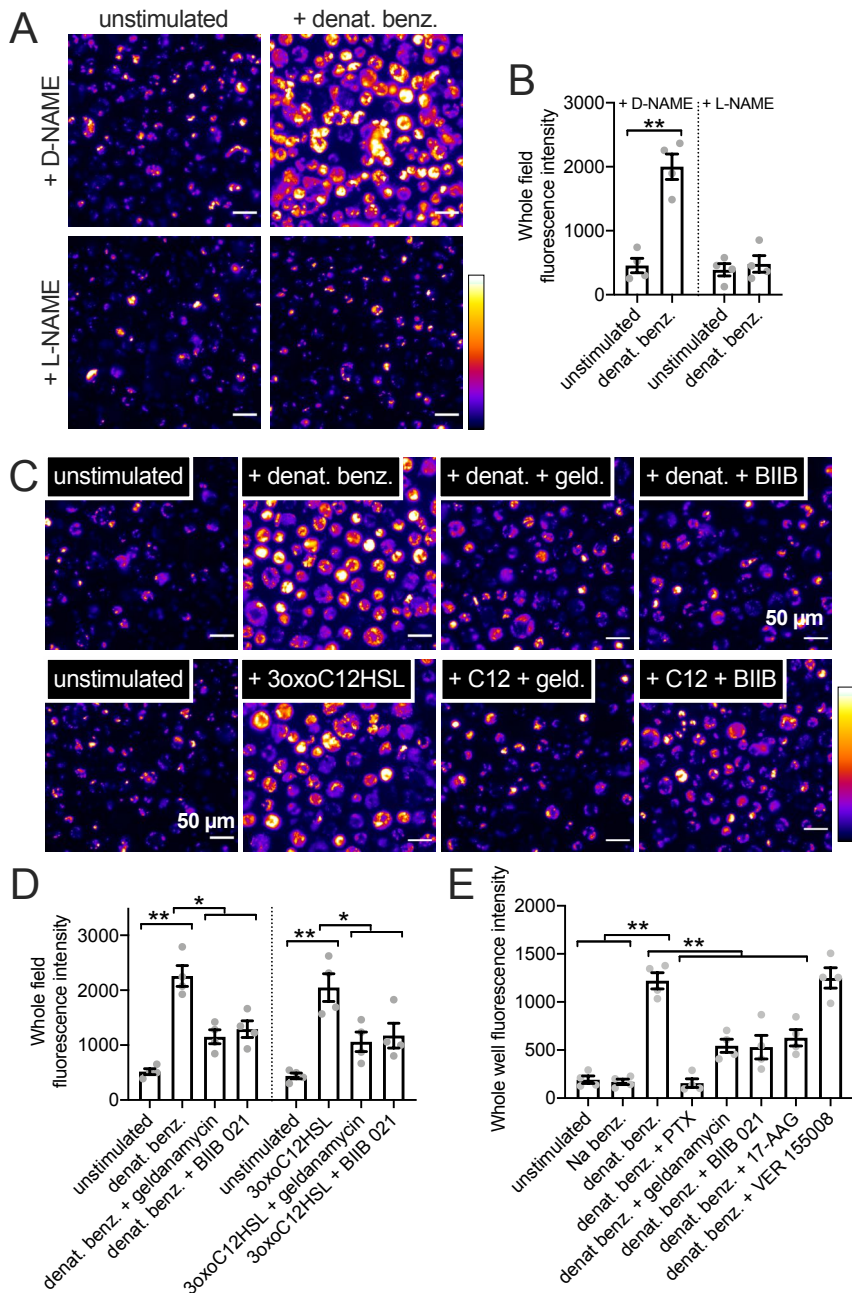 A
unstimulated
+ denat. benz.
+ D-NAME
+ L-NAME
B
+ D-NAME
+ L-NAME
**
Whole field
fluorescence intensity
3000
2000
1000
0
unstimulated
denat. benz.
unstimulated
denat. benz.
C
unstimulated
+ denat. benz.
+ denat. + geld.
+ denat. + BIIB
50 µm
unstimulated
+ 3oxoC12HSL
+ C12 + geld.
+ C12 + BIIB
50 µm
D
Whole field
fluorescence intensity
3000
2000
1000
0
**
*
**
*
unstimulated
denat. benz.
denat. benz. + geldanamycin
denat. benz. + BIIB 021
unstimulated
3oxoC12HSL
3oxoC12HSL + geldanamycin
3oxoC12HSL + BIIB 021
E
Whole well fluorescence intensity
2000
1500
1000
500
0
**
**
unstimulated
Na benz.
denat. benz.
denat. benz. + PTX
denat benz. + geldanamycin
denat. benz. + BIIB 021
denat. benz. + 17-AAG
denat. benz. + VER 155008